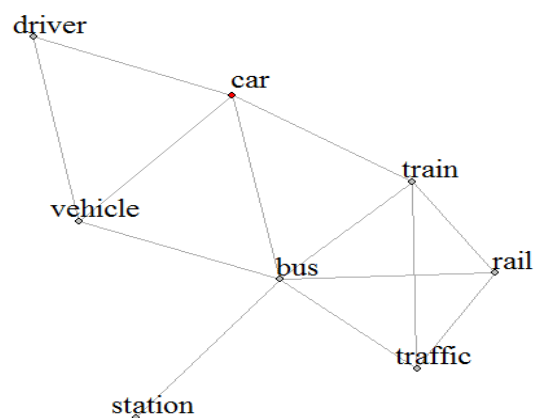 driver
car
train
vehicle
bus
rail
traffic
station